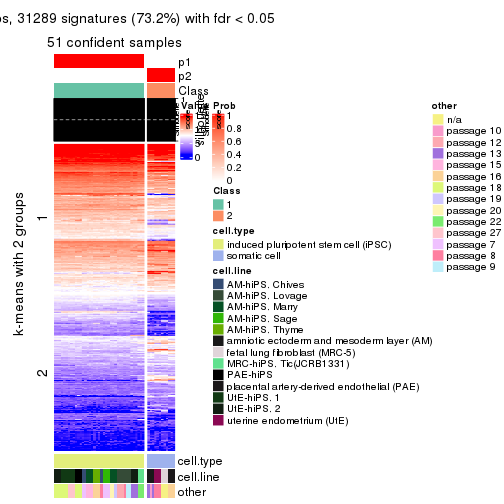 ps, 31289 signatures (73.2%) with fdr < 0.05
51 confident samples
p1
p2
Class
silhouette
1
Value
0
Prob
1
0.8
0.6
0.4
0.2
0
Class
1
2
cell.type
induced pluripotent stem cell (iPSC)
somatic cell
cell.line
AM-hiPS. Chives
AM-hiPS. Lovage
AM-hiPS. Marry
AM-hiPS. Sage
AM-hiPS. Thyme
amniotic ectoderm and mesoderm layer (AM)
fetal lung fibroblast (MRC-5)
MRC-hiPS. Tic(JCRB1331)
PAE-hiPS
placental artery-derived endothelial (PAE)
UtE-hiPS. 1
UtE-hiPS. 2
uterine endometrium (UtE)
other
n/a
passage 10
passage 12
passage 13
passage 15
passage 16
passage 18
passage 19
passage 20
passage 22
passage 27
passage 7
passage 8
passage 9
k-means with 2 groups
1
2
cell.type
cell.line
other